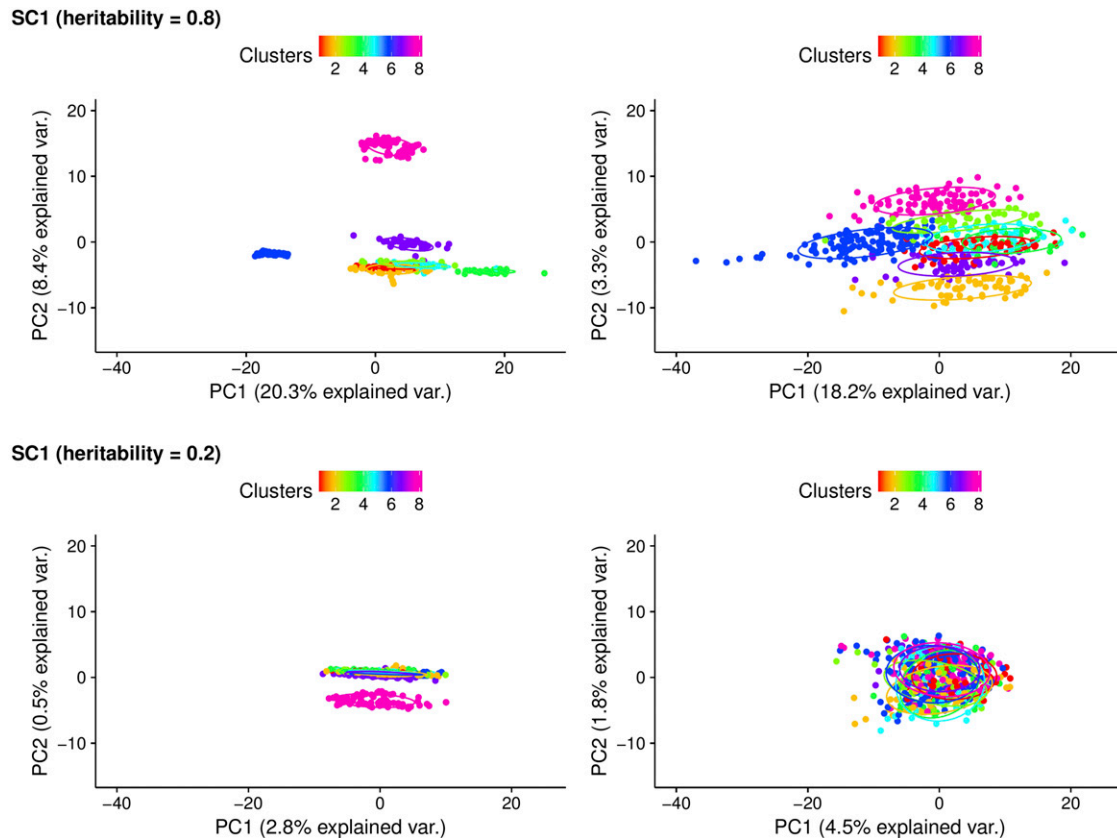 SC1 (heritability = 0.8)
Clusters
2 4 6 8
20
10
0
−10
PC2 (8.4% explained var.)
−40 −20 0 20
PC1 (20.3% explained var.)
Clusters
2 4 6 8
20
10
0
−10
PC2 (3.3% explained var.)
−40 −20 0 20
PC1 (18.2% explained var.)
SC1 (heritability = 0.2)
Clusters
2 4 6 8
20
10
0
−10
PC2 (0.5% explained var.)
−40 −20 0 20
PC1 (2.8% explained var.)
Clusters
2 4 6 8
20
10
0
−10
PC2 (1.8% explained var.)
−40 −20 0 20
PC1 (4.5% explained var.)